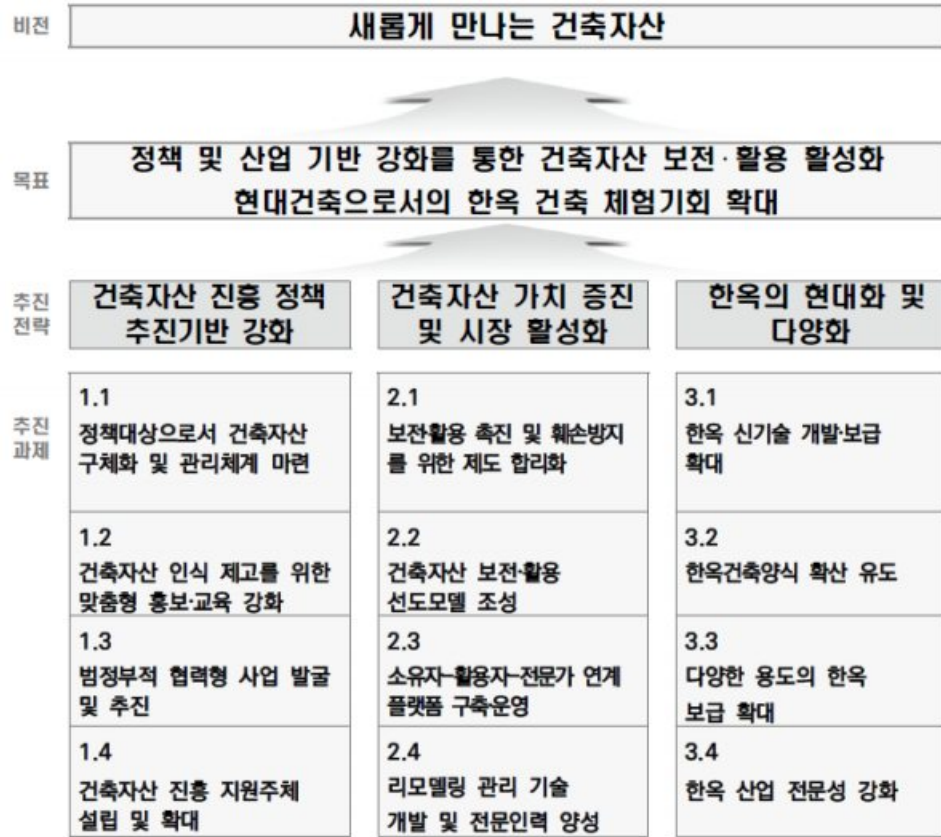 비전
새롭게 만나는 건축자산
목표
정책 및 산업 기반 강화를 통한 건축자산 보전·활용 활성화
현대건축으로서의 한옥 건축 체험기회 확대
추진
전략
건축자산 진흥 정책
추진기반 강화
건축자산 가치 증진
및 시장 활성화
한옥의 현대화 및
다양화
추진
과제
1.1
정책대상으로서 건축자산
구체화 및 관리체계 마련
1.2
건축자산 인식 제고를 위한
맞춤형 홍보·교육 강화
1.3
범정부적 협력형 사업 발굴
및 추진
1.4
건축자산 진흥 지원주체
설립 및 확대
2.1
보전·활용 촉진 및 훼손방지
를 위한 제도 합리화
2.2
건축자산 보전·활용
선도모델 조성
2.3
소유자-활용자-전문가 연계
플랫폼 구축·운영
2.4
리모델링 관리 기술
개발 및 전문인력 양성
3.1
한옥 신기술 개발·보급
확대
3.2
한옥건축양식 확산 유도
3.3
다양한 용도의 한옥
보급 확대
3.4
한옥 산업 전문성 강화